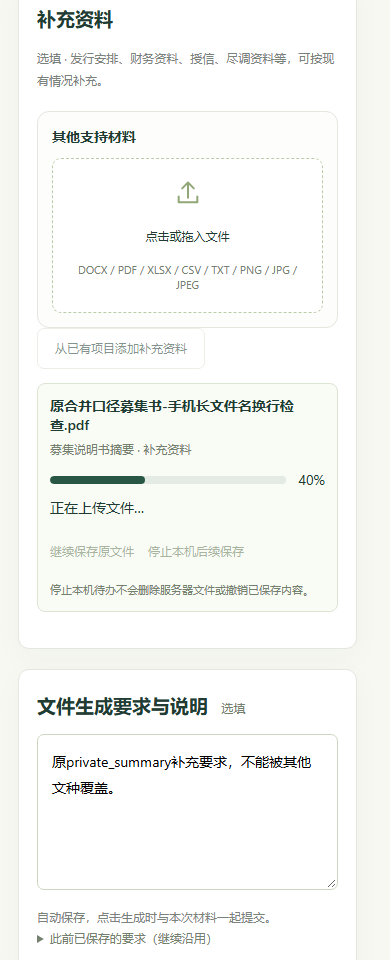 补充资料
选填 · 发行安排、财务资料、授信、尽调资料等，可按现
有情况补充。
其他支持材料
点击或拖入文件
DOCX / PDF / XLSX / CSV / TXT / PNG / JPG /
JPEG
从已有项目添加补充资料
原合并口径募集书-手机长文件名换行检
查.pdf
募集说明书摘要 · 补充资料
40%
正在上传文件...
继续保存原文件 停止本机后续保存
停止本机待办不会删除服务器文件或撤销已保存内容。
文件生成要求与说明 选填
原private_summary补充要求，不能被其他
文种覆盖。
自动保存，点击生成时与本次材料一起提交。
▶ 此前已保存的要求（继续沿用）